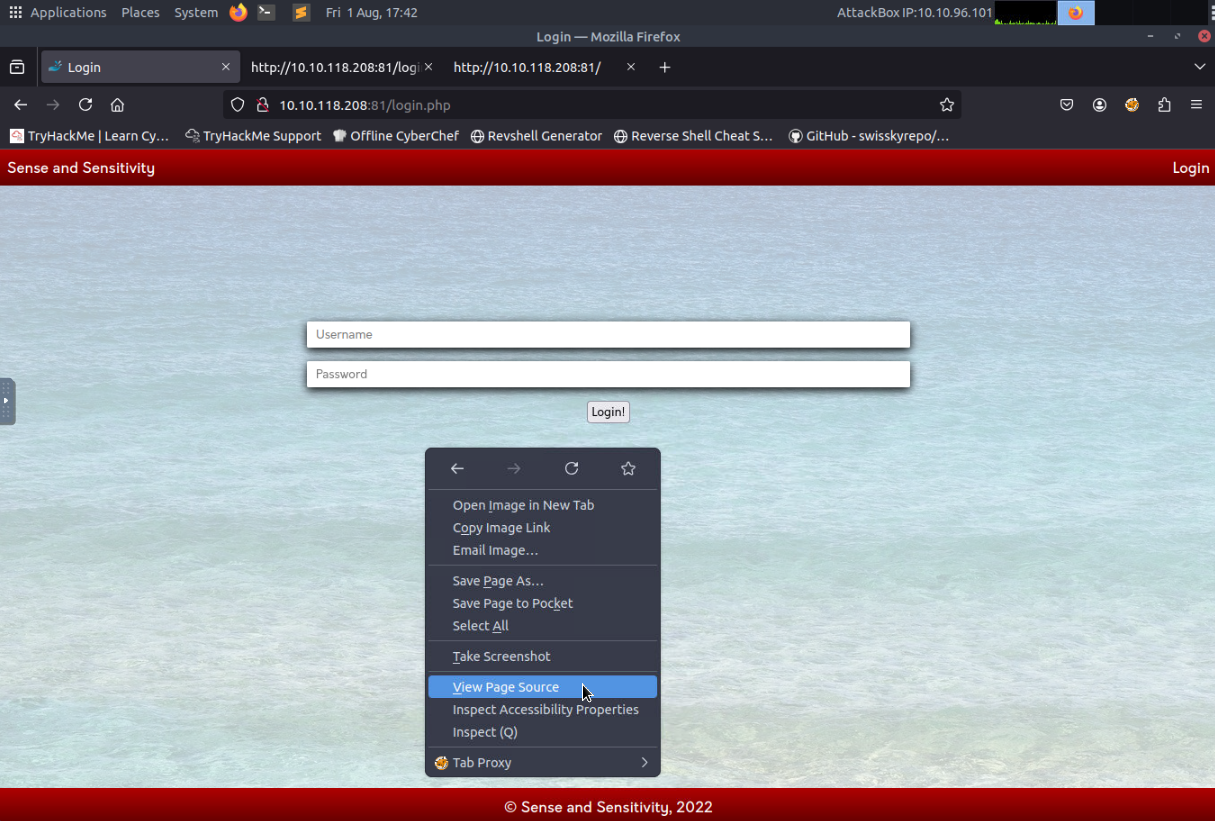 Applications Places System Fri 1 Aug, 17:42 AttackBox IP:10.10.96.101
Login — Mozilla Firefox
Login http://10.10.118.208:81/logi http://10.10.118.208:81/
10.10.118.208:81/login.php
TryHackMe | Learn Cy… TryHackMe Support Offline CyberChef Revshell Generator Reverse Shell Cheat S… GitHub - swisskyrepo/…
Sense and Sensitivity Login
Username
Password
Login!
Open Image in New Tab
Copy Image Link
Email Image…
Save Page As…
Save Page to Pocket
Select All
Take Screenshot
View Page Source
Inspect Accessibility Properties
Inspect (Q)
Tab Proxy
© Sense and Sensitivity, 2022